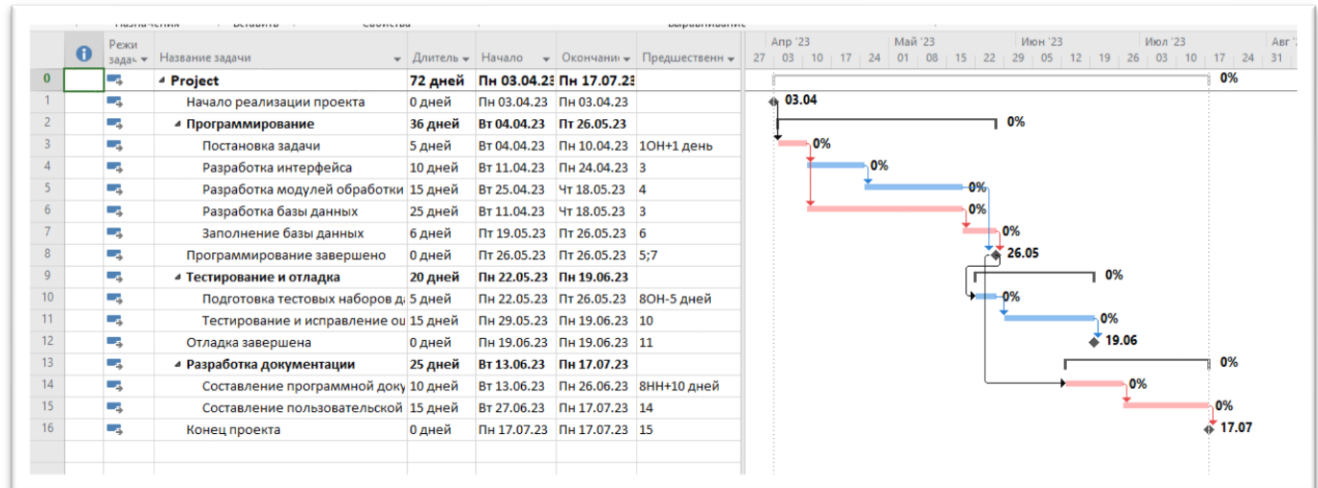 Режи задач Название задачи Длитель Начало Окончани Предшественн
Апр '23 Май '23 Июн '23 Июл '23 Авг '
27 03 10 17 24 01 08 15 22 29 05 12 19 26 03 10 17 24 31
0 Project 72 дней Пн 03.04.23 Пн 17.07.23 0%
1 Начало реализации проекта 0 дней Пн 03.04.23 Пн 03.04.23 03.04
2 Программирование 36 дней Вт 04.04.23 Пт 26.05.23 0%
3 Постановка задачи 5 дней Вт 04.04.23 Пн 10.04.23 1ОН+1 день 0%
4 Разработка интерфейса 10 дней Вт 11.04.23 Пн 24.04.23 3 0%
5 Разработка модулей обработки 15 дней Вт 25.04.23 Чт 18.05.23 4 0%
6 Разработка базы данных 25 дней Вт 11.04.23 Чт 18.05.23 3 0%
7 Заполнение базы данных 6 дней Пт 19.05.23 Пт 26.05.23 6 0%
8 Программирование завершено 0 дней Пт 26.05.23 Пт 26.05.23 5;7 26.05
9 Тестирование и отладка 20 дней Пн 22.05.23 Пн 19.06.23 0%
10 Подготовка тестовых наборов д 5 дней Пн 22.05.23 Пт 26.05.23 8ОН-5 дней 0%
11 Тестирование и исправление ош 15 дней Пн 29.05.23 Пн 19.06.23 10 0%
12 Отладка завершена 0 дней Пн 19.06.23 Пн 19.06.23 11 19.06
13 Разработка документации 25 дней Вт 13.06.23 Пн 17.07.23 0%
14 Составление программной доку 10 дней Вт 13.06.23 Пн 26.06.23 8НН+10 дней 0%
15 Составление пользовательской 15 дней Вт 27.06.23 Пн 17.07.23 14 0%
16 Конец проекта 0 дней Пн 17.07.23 Пн 17.07.23 15 17.07